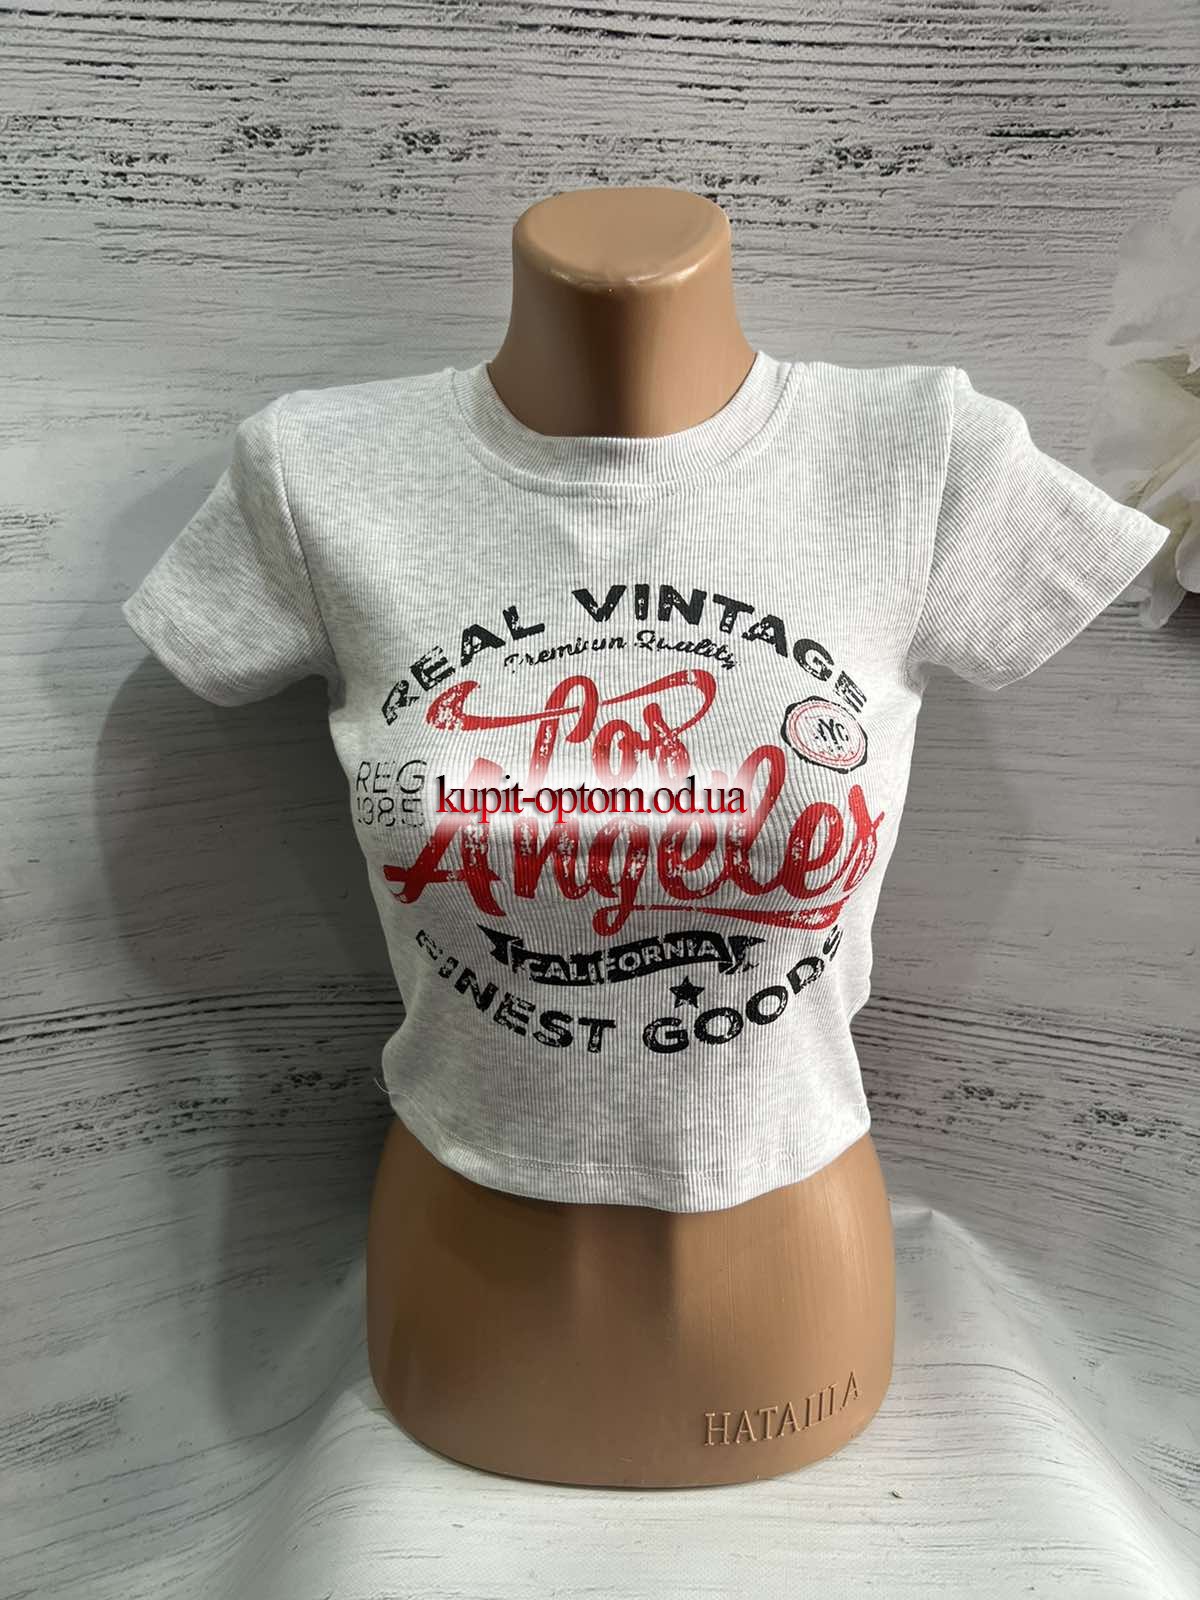 REAL VINTAGE
Premium Quality
Los
NYC
REG
1985
kupit-optom.od.ua
Angeles
CALIFORNIA
FINEST GOODS
НАТАША